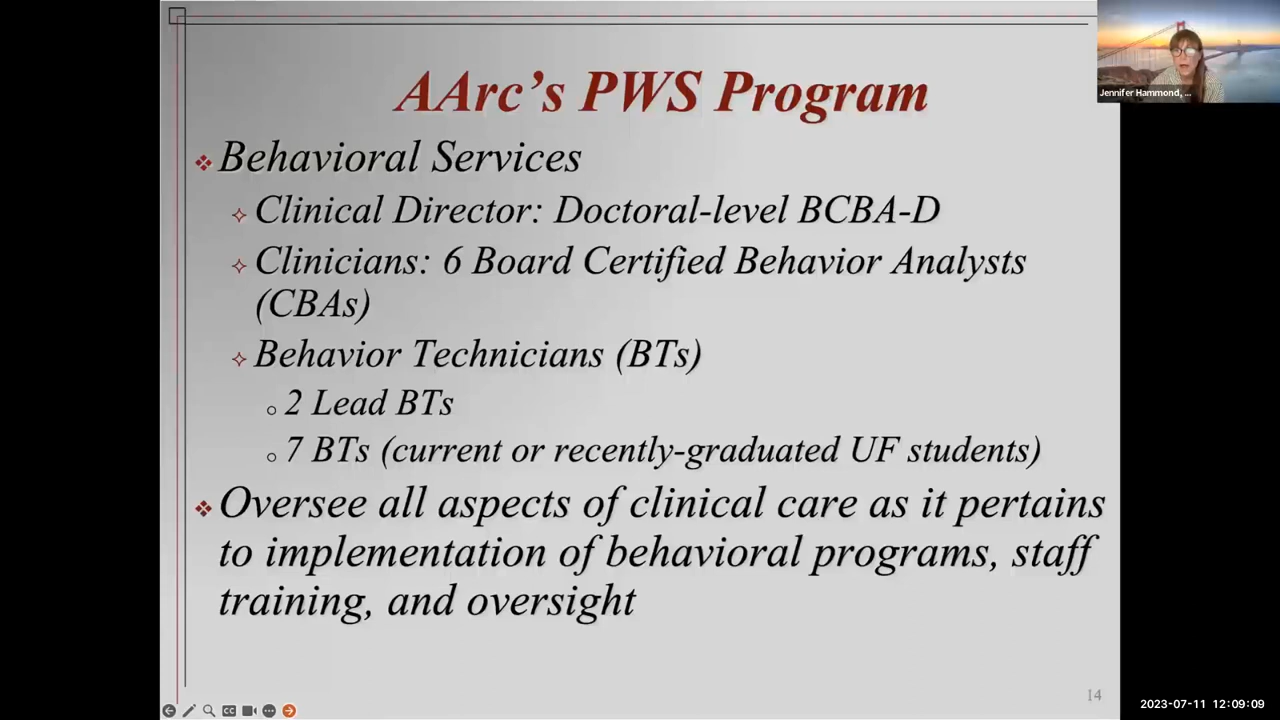 AArc's PWS Program
Behavioral Services
Clinical Director: Doctoral-level BCBA-D
Clinicians: 6 Board Certified Behavior Analysts
(CBAs)
Behavior Technicians (BTs)
2 Lead BTs
7 BTs (current or recently-graduated UF students)
Oversee all aspects of clinical care as it pertains
to implementation of behavioral programs, staff
training, and oversight
14
Jennifer Hammond, ...
CC
2023-07-11 12:09:09